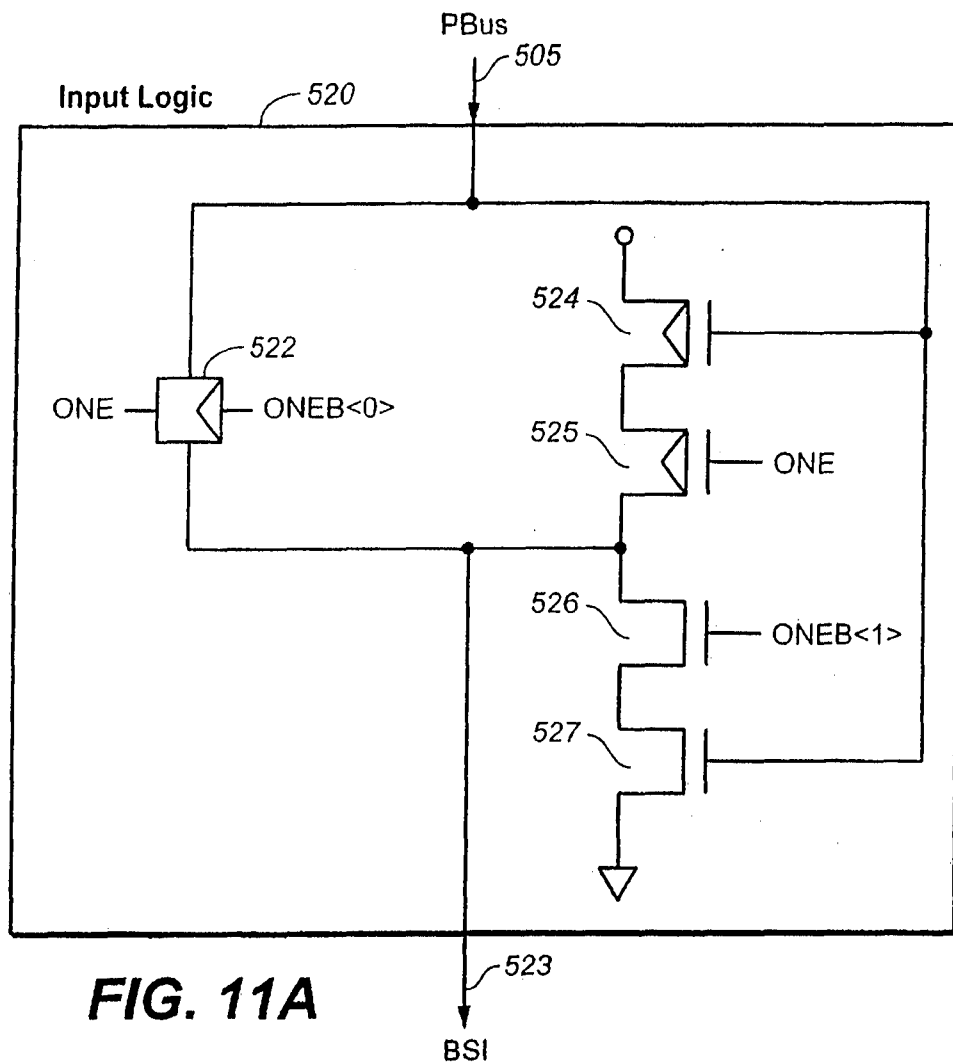 PBus
505
Input Logic
520
524
522
ONE
ONEB<0>
525
ONE
526
ONEB<1>
527
523
FIG. 11A
BSI